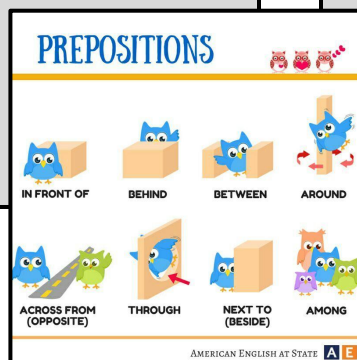 PREPOSITIONS
IN FRONT OF
BEHIND
BETWEEN
AROUND
ACROSS FROM
(OPPOSITE)
THROUGH
NEXT TO
(BESIDE)
AMONG
AMERICAN ENGLISH AT STATE A E